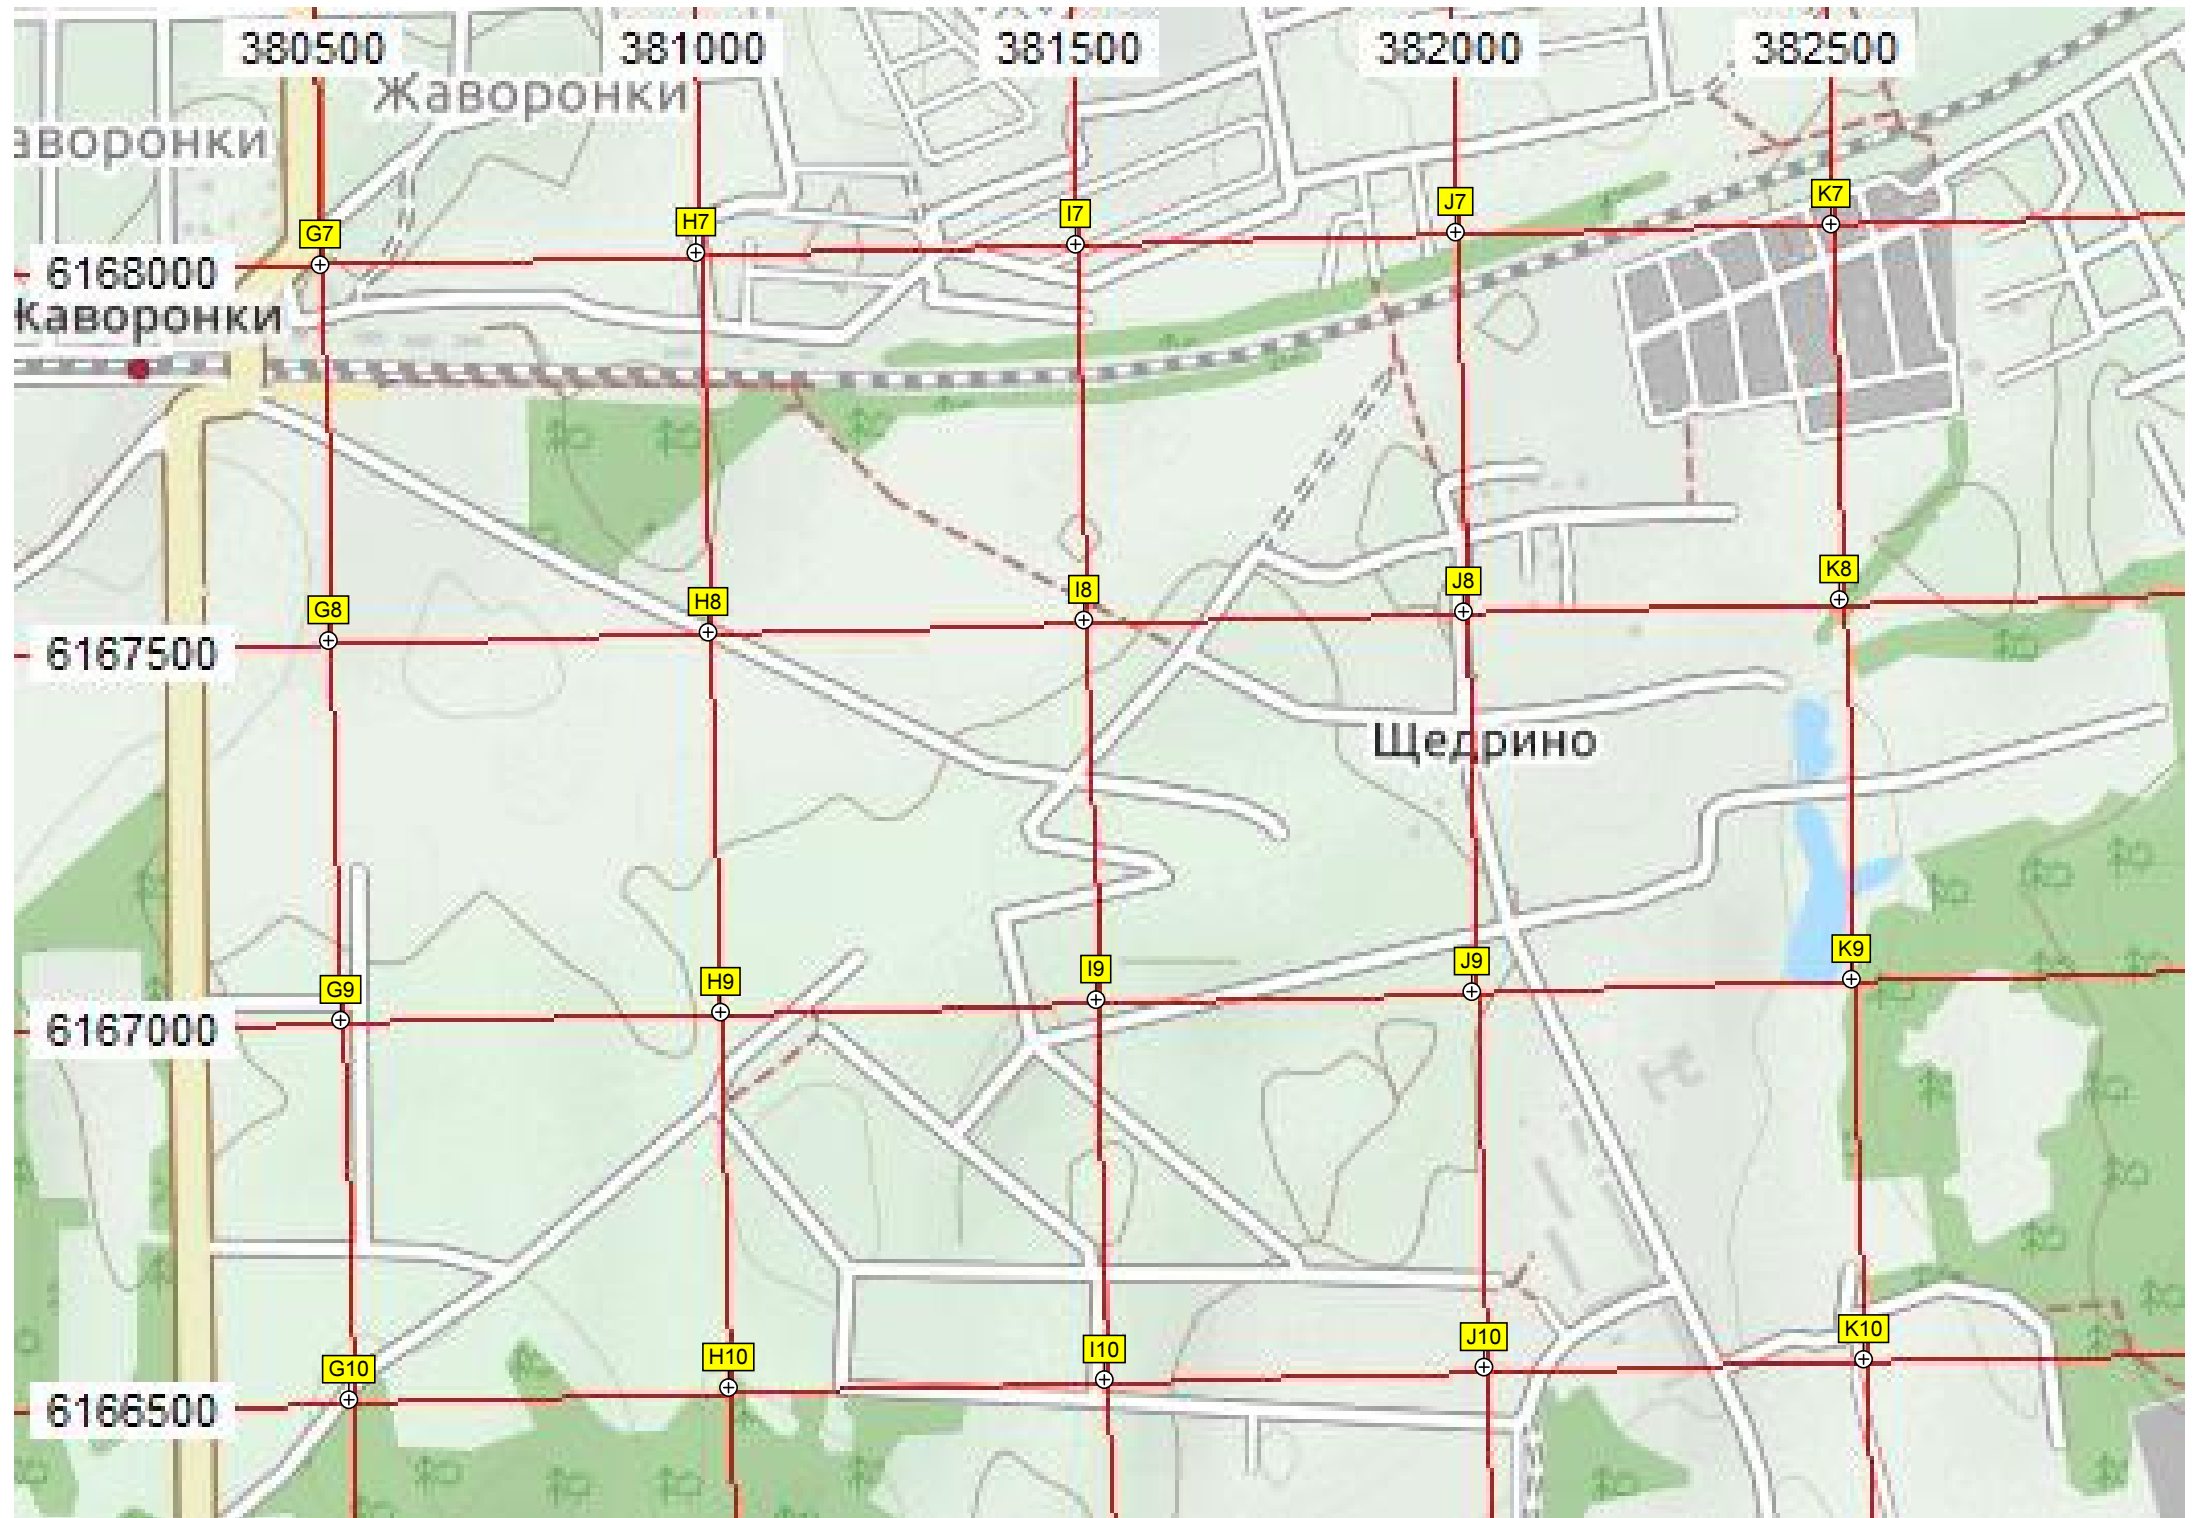 380500 381000 381500 382000 382500
Жаворонки
аворонки
G7 H7 I7 J7 K7
6168000
Жаворонки
G8 H8 I8 J8 K8
6167500
Щедрино
G9 H9 I9 J9 K9
6167000
G10 H10 I10 J10 K10
6166500